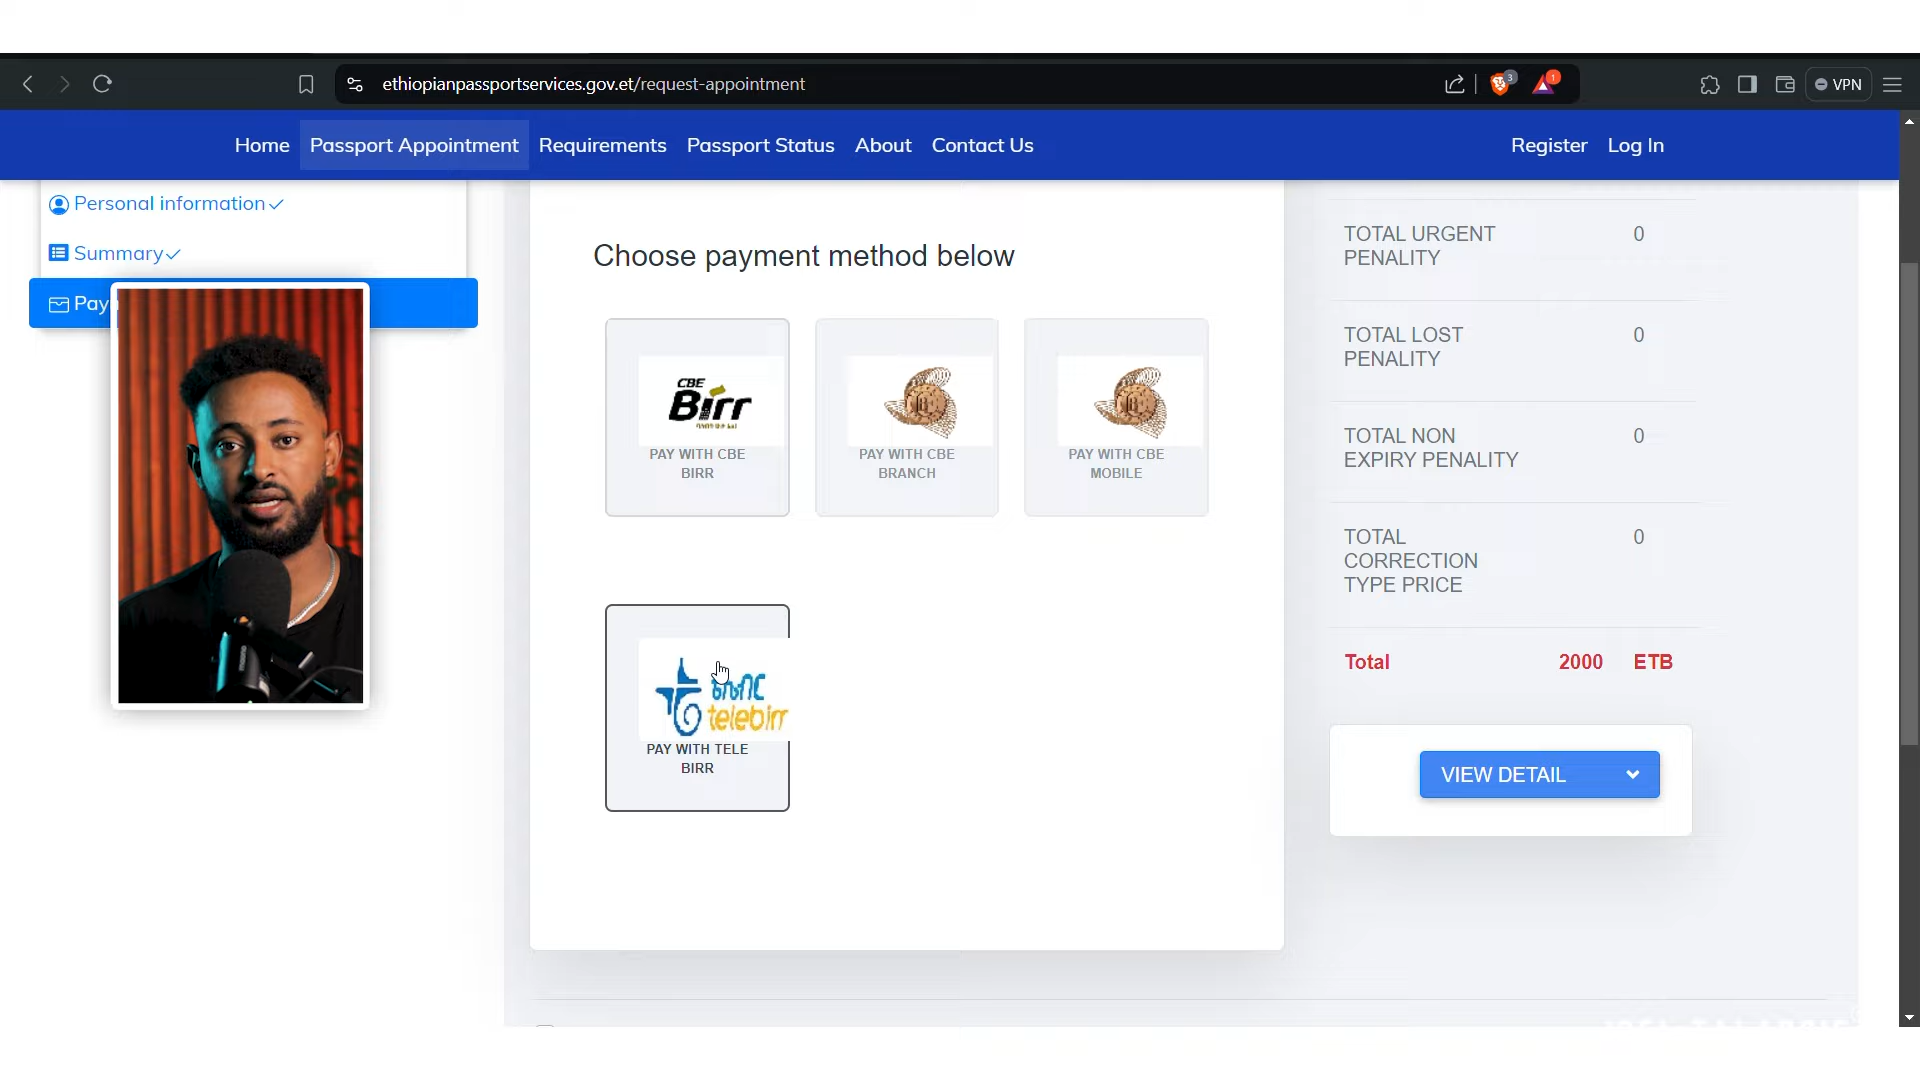 ethiopianpassportservices.gov.et/request-appointment
3
1
VPN
Home
Passport Appointment
Requirements
Passport Status
About
Contact Us
Register
Log In
Personal information
Summary
Pay
Choose payment method below
CBE
Birr
PAY WITH CBE
BIRR
PAY WITH CBE
BRANCH
PAY WITH CBE
MOBILE
ቴሌብር
telebirr
PAY WITH TELE
BIRR
TOTAL URGENT
PENALITY
0
TOTAL LOST
PENALITY
0
TOTAL NON
EXPIRY PENALITY
0
TOTAL
CORRECTION
TYPE PRICE
0
Total 2000 ETB
VIEW DETAIL